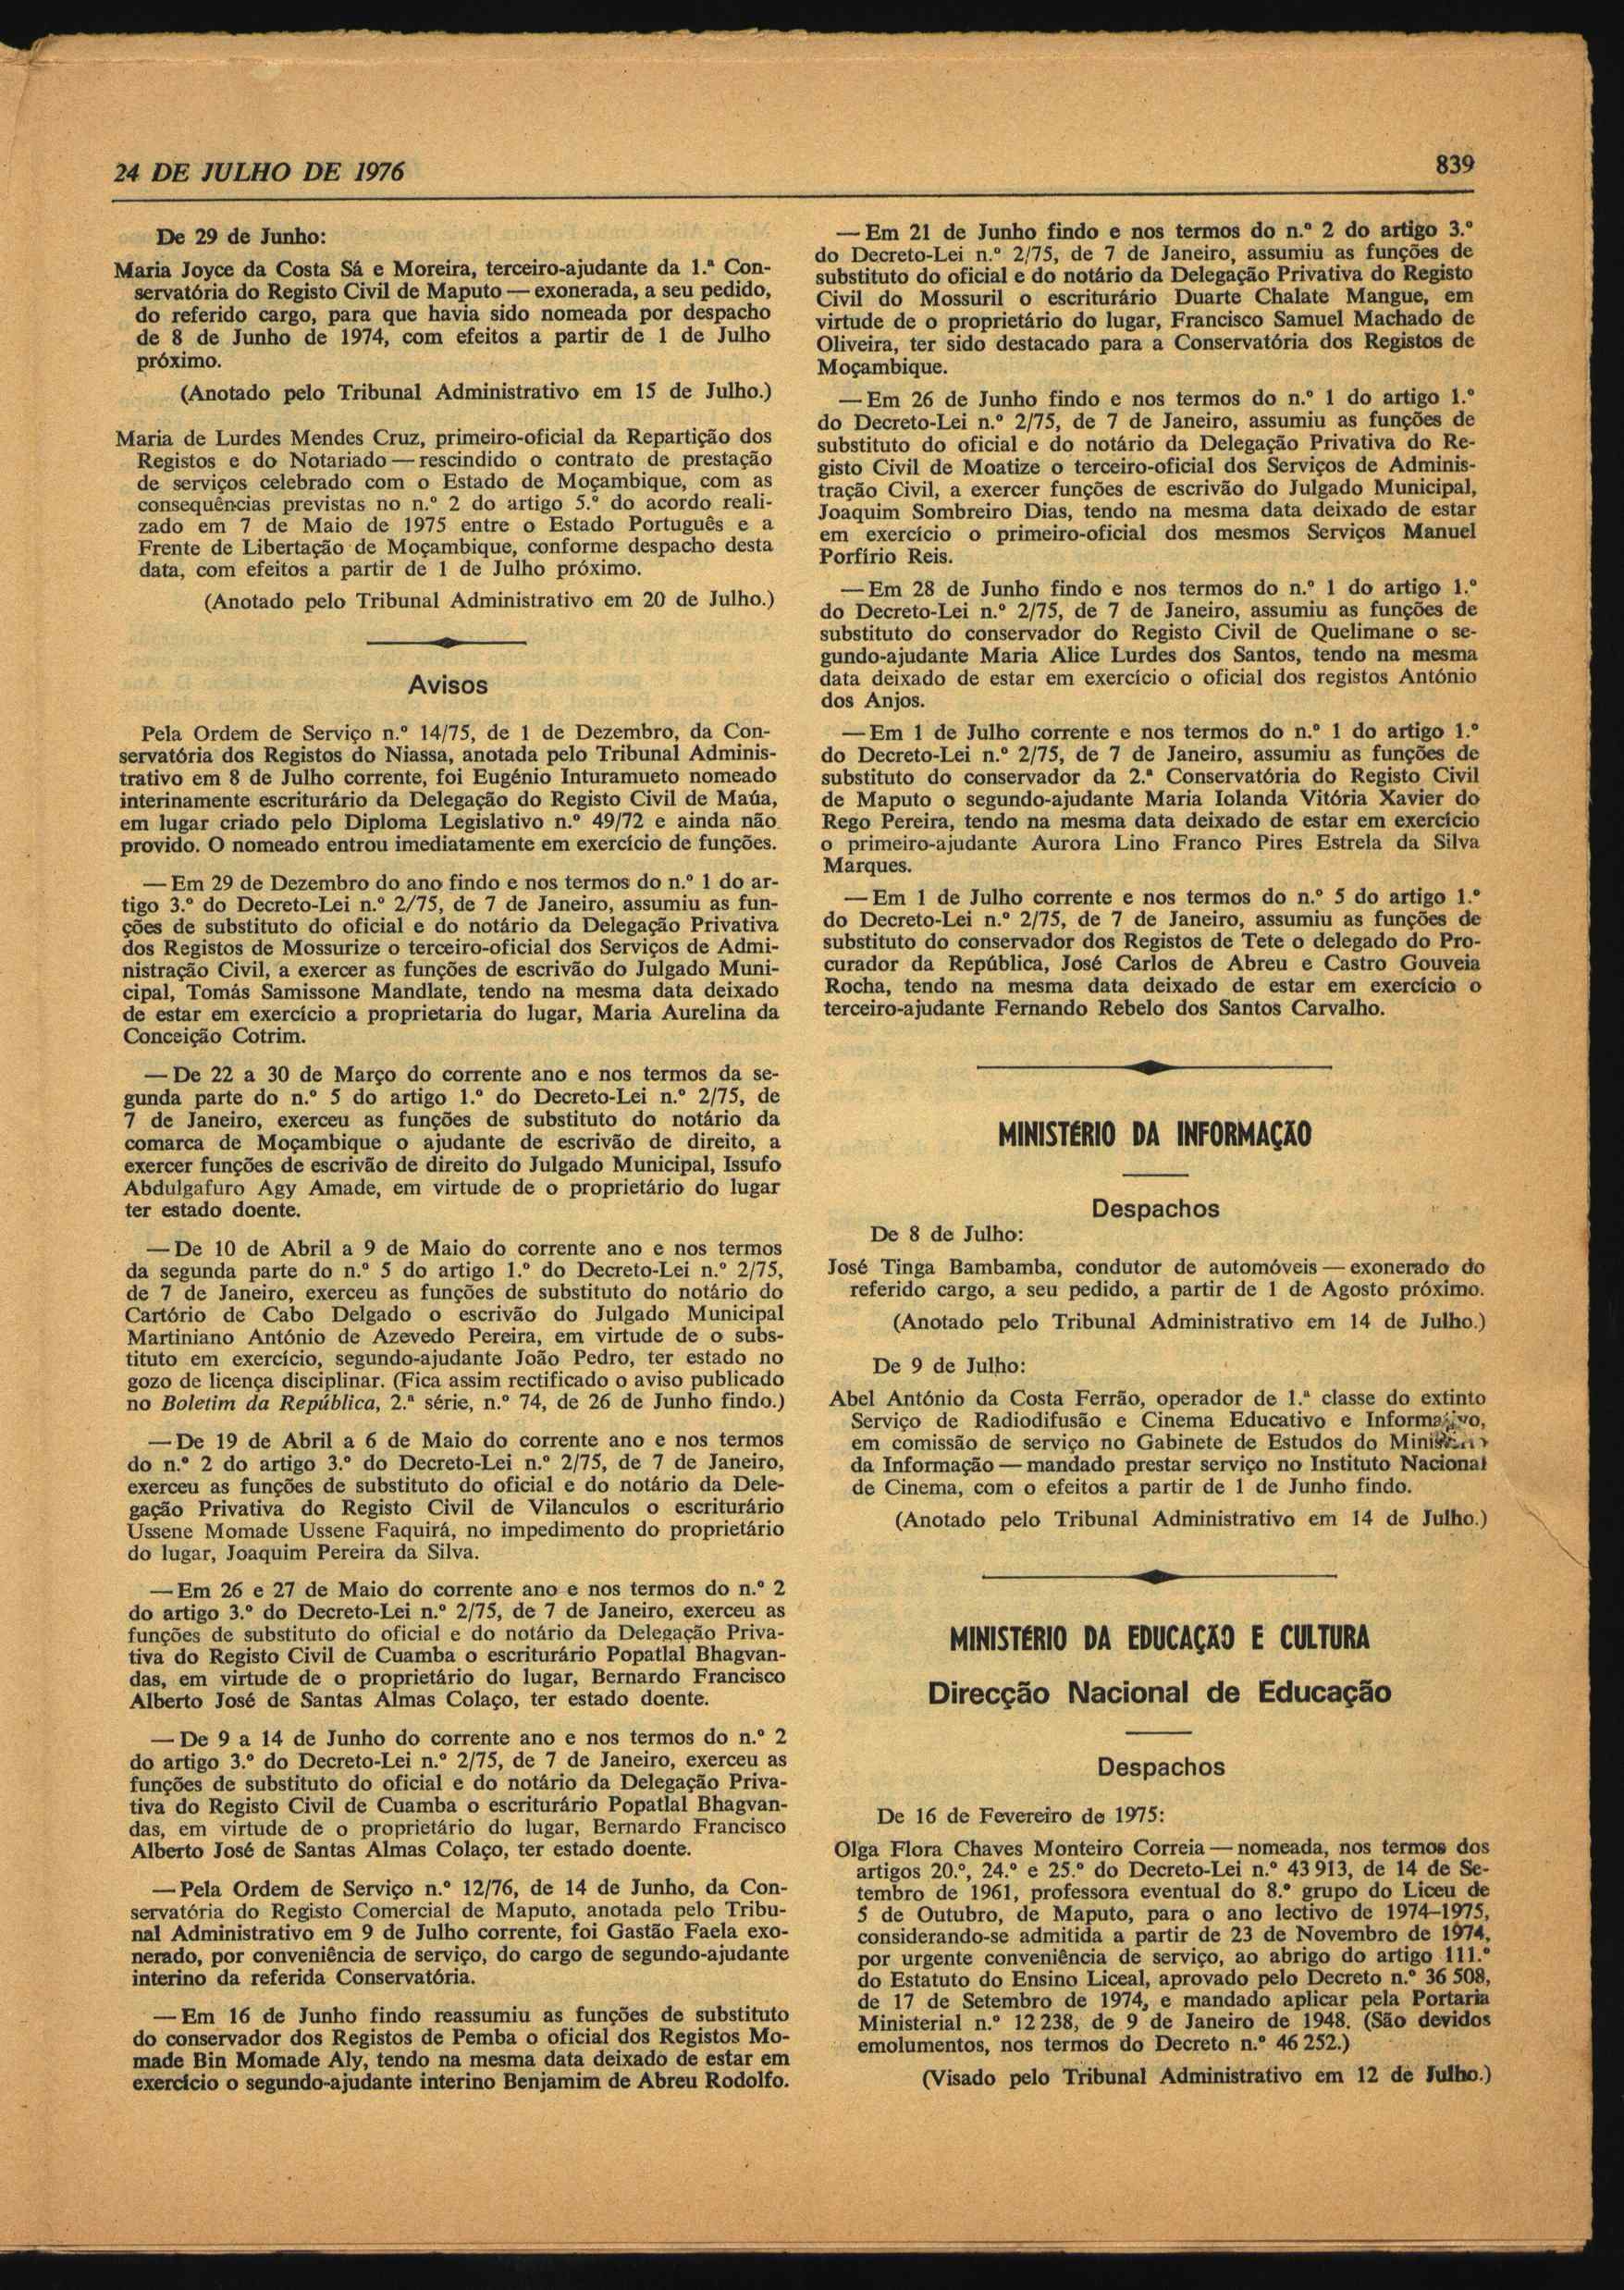 24 DE JULHO DE 1976
839
De 29 de Junho:
Maria Joyce da Costa Sá e Moreira, terceiro-ajudante da 1.ª Con-
servatória do Registo Civil de Maputo — exonerada, a seu pedido,
do referido cargo, para que havia sido nomeada por despacho
de 8 de Junho de 1974, com efeitos a partir de 1 de Julho
próximo.
(Anotado pelo Tribunal Administrativo em 15 de Julho.)
Maria de Lurdes Mendes Cruz, primeiro-oficial da Repartição dos
Registos e do Notariado — rescindido o contrato de prestação
de serviços celebrado com o Estado de Moçambique, com as
consequências previstas no n.º 2 do artigo 5.º do acordo reali-
zado em 7 de Maio de 1975 entre o Estado Português e a
Frente de Libertação de Moçambique, conforme despacho desta
data, com efeitos a partir de 1 de Julho próximo.
(Anotado pelo Tribunal Administrativo em 20 de Julho.)
Avisos
Pela Ordem de Serviço n.º 14/75, de 1 de Dezembro, da Con-
servatória dos Registos do Niassa, anotada pelo Tribunal Adminis-
trativo em 8 de Julho corrente, foi Eugénio Inturamueto nomeado
interinamente escriturário da Delegação do Registo Civil de Maúa,
em lugar criado pelo Diploma Legislativo n.º 49/72 e ainda não
provido. O nomeado entrou imediatamente em exercício de funções.
— Em 29 de Dezembro do ano findo e nos termos do n.º 1 do ar-
tigo 3.º do Decreto-Lei n.º 2/75, de 7 de Janeiro, assumiu as fun-
ções de substituto do oficial e do notário da Delegação Privativa
dos Registos de Mossurize o terceiro-oficial dos Serviços de Admi-
nistração Civil, a exercer as funções de escrivão do Julgado Muni-
cipal, Tomás Samissone Mandlate, tendo na mesma data deixado
de estar em exercício a proprietaria do lugar, Maria Aurelina da
Conceição Cotrim.
— De 22 a 30 de Março do corrente ano e nos termos da se-
gunda parte do n.º 5 do artigo 1.º do Decreto-Lei n.º 2/75, de
7 de Janeiro, exerceu as funções de substituto do notário da
comarca de Moçambique o ajudante de escrivão de direito, a
exercer funções de escrivão de direito do Julgado Municipal, Issufo
Abdulgafuro Agy Amade, em virtude de o proprietário do lugar
ter estado doente.
— De 10 de Abril a 9 de Maio do corrente ano e nos termos
da segunda parte do n.º 5 do artigo 1.º do Decreto-Lei n.º 2/75,
de 7 de Janeiro, exerceu as funções de substituto do notário do
Cartório de Cabo Delgado o escrivão do Julgado Municipal
Martiniano António de Azevedo Pereira, em virtude de o subs-
tituto em exercício, segundo-ajudante João Pedro, ter estado no
gozo de licença disciplinar. (Fica assim rectificado o aviso publicado
no Boletim da República, 2.ª série, n.º 74, de 26 de Junho findo.)
— De 19 de Abril a 6 de Maio do corrente ano e nos termos
do n.º 2 do artigo 3.º do Decreto-Lei n.º 2/75, de 7 de Janeiro,
exerceu as funções de substituto do oficial e do notário da Dele-
gação Privativa do Registo Civil de Vilanculos o escriturário
Ussene Momade Ussene Faquirá, no impedimento do proprietário
do lugar, Joaquim Pereira da Silva.
— Em 26 e 27 de Maio do corrente ano e nos termos do n.º 2
do artigo 3.º do Decreto-Lei n.º 2/75, de 7 de Janeiro, exerceu as
funções de substituto do oficial e do notário da Delegação Priva-
tiva do Registo Civil de Cuamba o escriturário Popatlal Bhagvan-
das, em virtude de o proprietário do lugar, Bernardo Francisco
Alberto José de Santas Almas Colaço, ter estado doente.
— De 9 a 14 de Junho do corrente ano e nos termos do n.º 2
do artigo 3.º do Decreto-Lei n.º 2/75, de 7 de Janeiro, exerceu as
funções de substituto do oficial e do notário da Delegação Priva-
tiva do Registo Civil de Cuamba o escriturário Popatlal Bhagvan-
das, em virtude de o proprietário do lugar, Bernardo Francisco
Alberto José de Santas Almas Colaço, ter estado doente.
— Pela Ordem de Serviço n.º 12/76, de 14 de Junho, da Con-
servatória do Registo Comercial de Maputo, anotada pelo Tribu-
nal Administrativo em 9 de Julho corrente, foi Gastão Faela exo-
nerado, por conveniência de serviço, do cargo de segundo-ajudante
interino da referida Conservatória.
— Em 16 de Junho findo reassumiu as funções de substituto
do conservador dos Registos de Pemba o oficial dos Registos Mo-
made Bin Momade Aly, tendo na mesma data deixado de estar em
exercício o segundo-ajudante interino Benjamim de Abreu Rodolfo.
— Em 21 de Junho findo e nos termos do n.º 2 do artigo 3.º
do Decreto-Lei n.º 2/75, de 7 de Janeiro, assumiu as funções de
substituto do oficial e do notário da Delegação Privativa do Registo
Civil do Mossuril o escriturário Duarte Chalate Mangue, em
virtude de o proprietário do lugar, Francisco Samuel Machado de
Oliveira, ter sido destacado para a Conservatória dos Registos de
Moçambique.
— Em 26 de Junho findo e nos termos do n.º 1 do artigo 1.º
do Decreto-Lei n.º 2/75, de 7 de Janeiro, assumiu as funções de
substituto do oficial e do notário da Delegação Privativa do Re-
gisto Civil de Moatize o terceiro-oficial dos Serviços de Adminis-
tração Civil, a exercer funções de escrivão do Julgado Municipal,
Joaquim Sombreiro Dias, tendo na mesma data deixado de estar
em exercício o primeiro-oficial dos mesmos Serviços Manuel
Porfírio Reis.
— Em 28 de Junho findo e nos termos do n.º 1 do artigo 1.º
do Decreto-Lei n.º 2/75, de 7 de Janeiro, assumiu as funções de
substituto do conservador do Registo Civil de Quelimane o se-
gundo-ajudante Maria Alice Lurdes dos Santos, tendo na mesma
data deixado de estar em exercício o oficial dos registos António
dos Anjos.
— Em 1 de Julho corrente e nos termos do n.º 1 do artigo 1.º
do Decreto-Lei n.º 2/75, de 7 de Janeiro, assumiu as funções de
substituto do conservador da 2.ª Conservatória do Registo Civil
de Maputo o segundo-ajudante Maria Iolanda Vitória Xavier do
Rego Pereira, tendo na mesma data deixado de estar em exercício
o primeiro-ajudante Aurora Lino Franco Pires Estrela da Silva
Marques.
— Em 1 de Julho corrente e nos termos do n.º 5 do artigo 1.º
do Decreto-Lei n.º 2/75, de 7 de Janeiro, assumiu as funções de
substituto do conservador dos Registos de Tete o delegado do Pro-
curador da República, José Carlos de Abreu e Castro Gouveia
Rocha, tendo na mesma data deixado de estar em exercício o
terceiro-ajudante Fernando Rebelo dos Santos Carvalho.
MINISTÉRIO DA INFORMAÇÃO
Despachos
De 8 de Julho:
José Tinga Bambamba, condutor de automóveis — exonerado do
referido cargo, a seu pedido, a partir de 1 de Agosto próximo.
(Anotado pelo Tribunal Administrativo em 14 de Julho.)
De 9 de Julho:
Abel António da Costa Ferrão, operador de 1.ª classe do extinto
Serviço de Radiodifusão e Cinema Educativo e Informativo,
em comissão de serviço no Gabinete de Estudos do
da Informação — mandado prestar serviço no Instituto Nacional
de Cinema, com o efeitos a partir de 1 de Junho findo.
(Anotado pelo Tribunal Administrativo em 14 de Julho.)
MINISTÉRIO DA EDUCAÇÃO E CULTURA
Direcção Nacional de Educação
Despachos
De 16 de Fevereiro de 1975:
Olga Flora Chaves Monteiro Correia — nomeada, nos termos dos
artigos 20.º, 24.º e 25.º do Decreto-Lei n.º 43 913, de 14 de Se-
tembro de 1961, professora eventual do 8.º grupo do Liceu de
5 de Outubro, de Maputo, para o ano lectivo de 1974-1975,
considerando-se admitida a partir de 23 de Novembro de 1974,
por urgente conveniência de serviço, ao abrigo do artigo 111.º
do Estatuto do Ensino Liceal, aprovado pelo Decreto n.º 36 508,
de 17 de Setembro de 1974, e mandado aplicar pela Portaria
Ministerial n.º 12 238, de 9 de Janeiro de 1948. (São devidos
emolumentos, nos termos do Decreto n.º 46 252.)
(Visado pelo Tribunal Administrativo em 12 de Julho.)